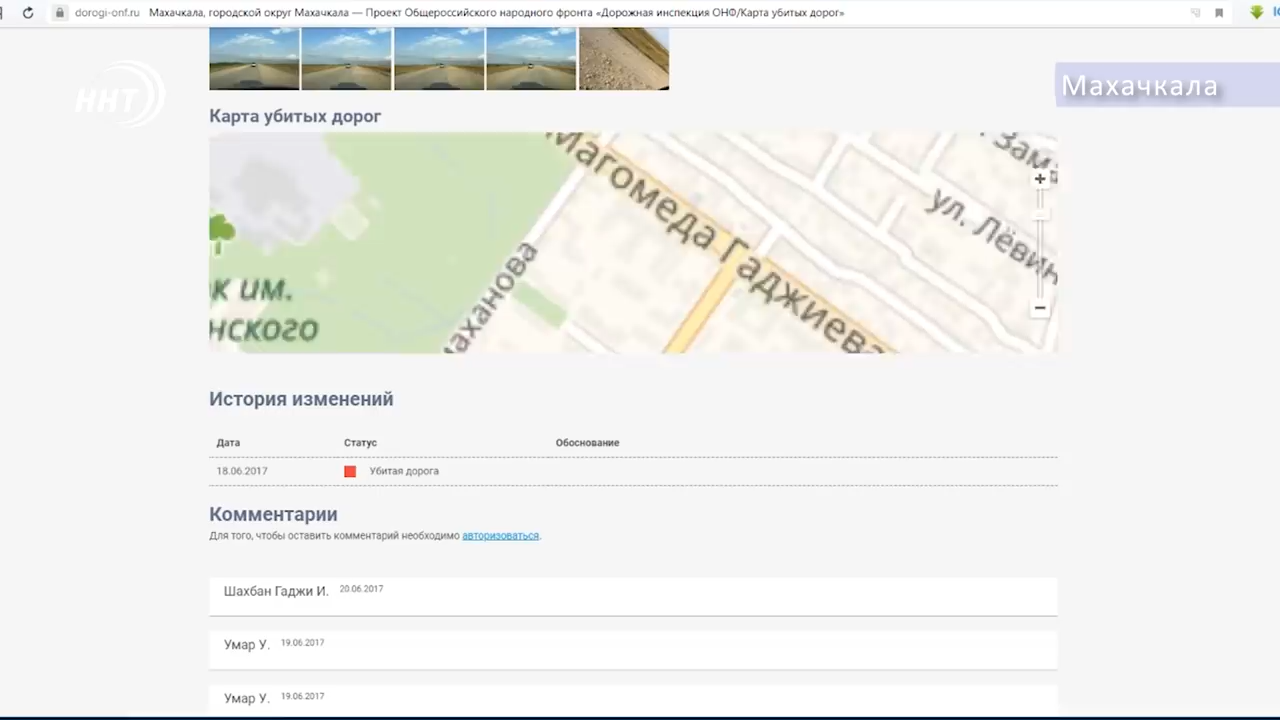 dorogi-onf.ru Махачкала, городской округ Махачкала — Проект Общероссийского народного фронта «Дорожная инспекция ОНФ/Карта убитых дорог»
ННТ
Махачкала
Карта убитых дорог
Магомеда Гаджиева
ул. Лёвин
к им.
нского
маханова
История изменений
Дата Статус Обоснование
18.06.2017 Убитая дорога
Комментарии
Для того, чтобы оставить комментарий необходимо авторизоваться.
Шахбан Гаджи И. 20.06.2017
Умар У. 19.06.2017
Умар У. 19.06.2017